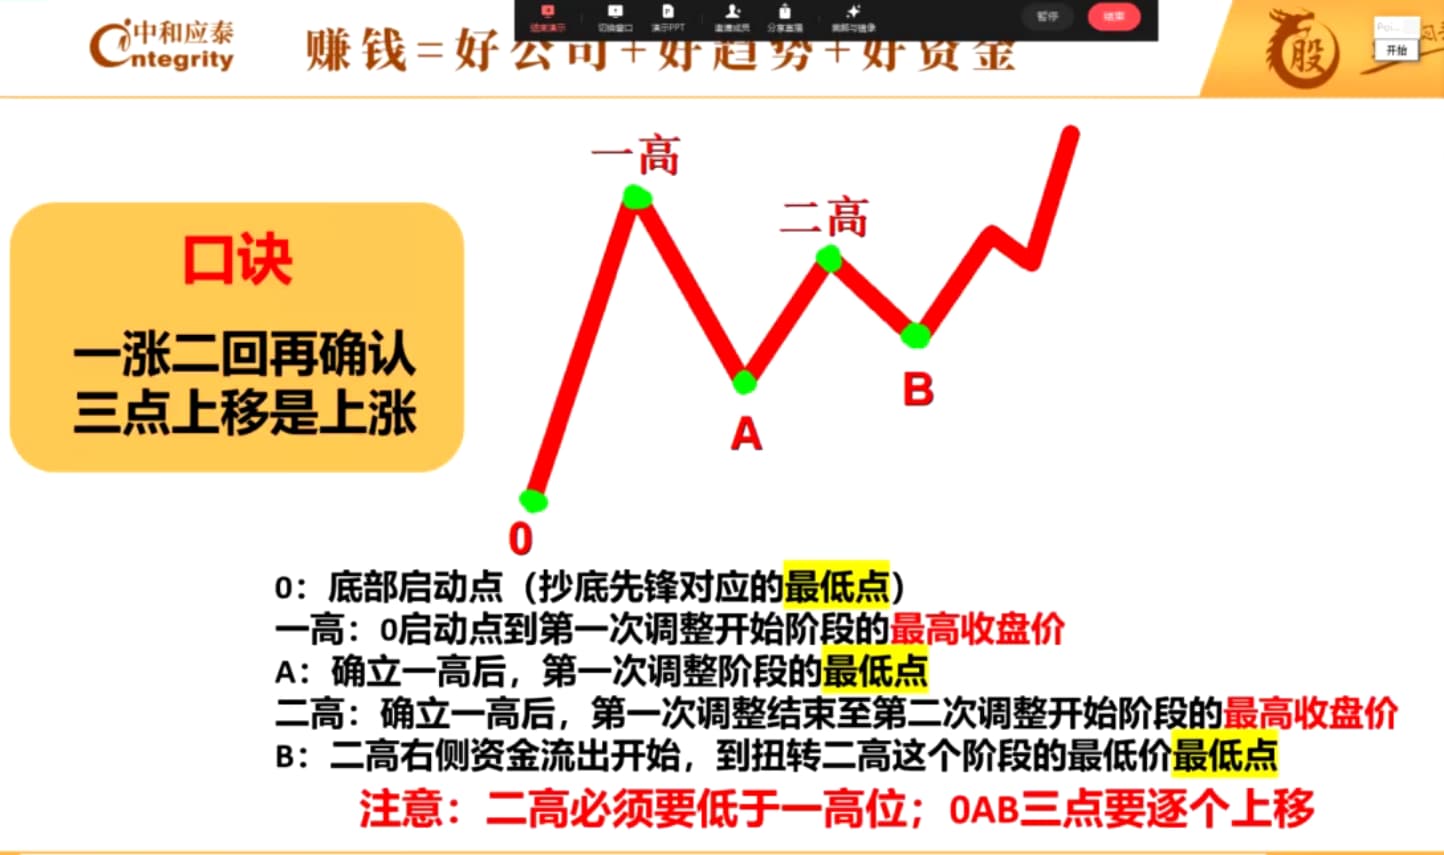 中和应泰
ntegrity
赚钱=好公司+好趋势+好资金
结束演示
切换窗口
演示PPT
邀请成员
分享直播
暂停
结束
股
开始
一高
二高
口诀
一涨二回再确认
三点上移是上涨
A
B
0
0：底部启动点（抄底先锋对应的最低点）
一高：0启动点到第一次调整开始阶段的最高收盘价
A：确立一高后，第一次调整阶段的最低点
二高：确立一高后，第一次调整结束至第二次调整开始阶段的最高收盘价
B：二高右侧资金流出开始，到扭转二高这个阶段的最低价最低点
注意：二高必须要低于一高位；0AB三点要逐个上移